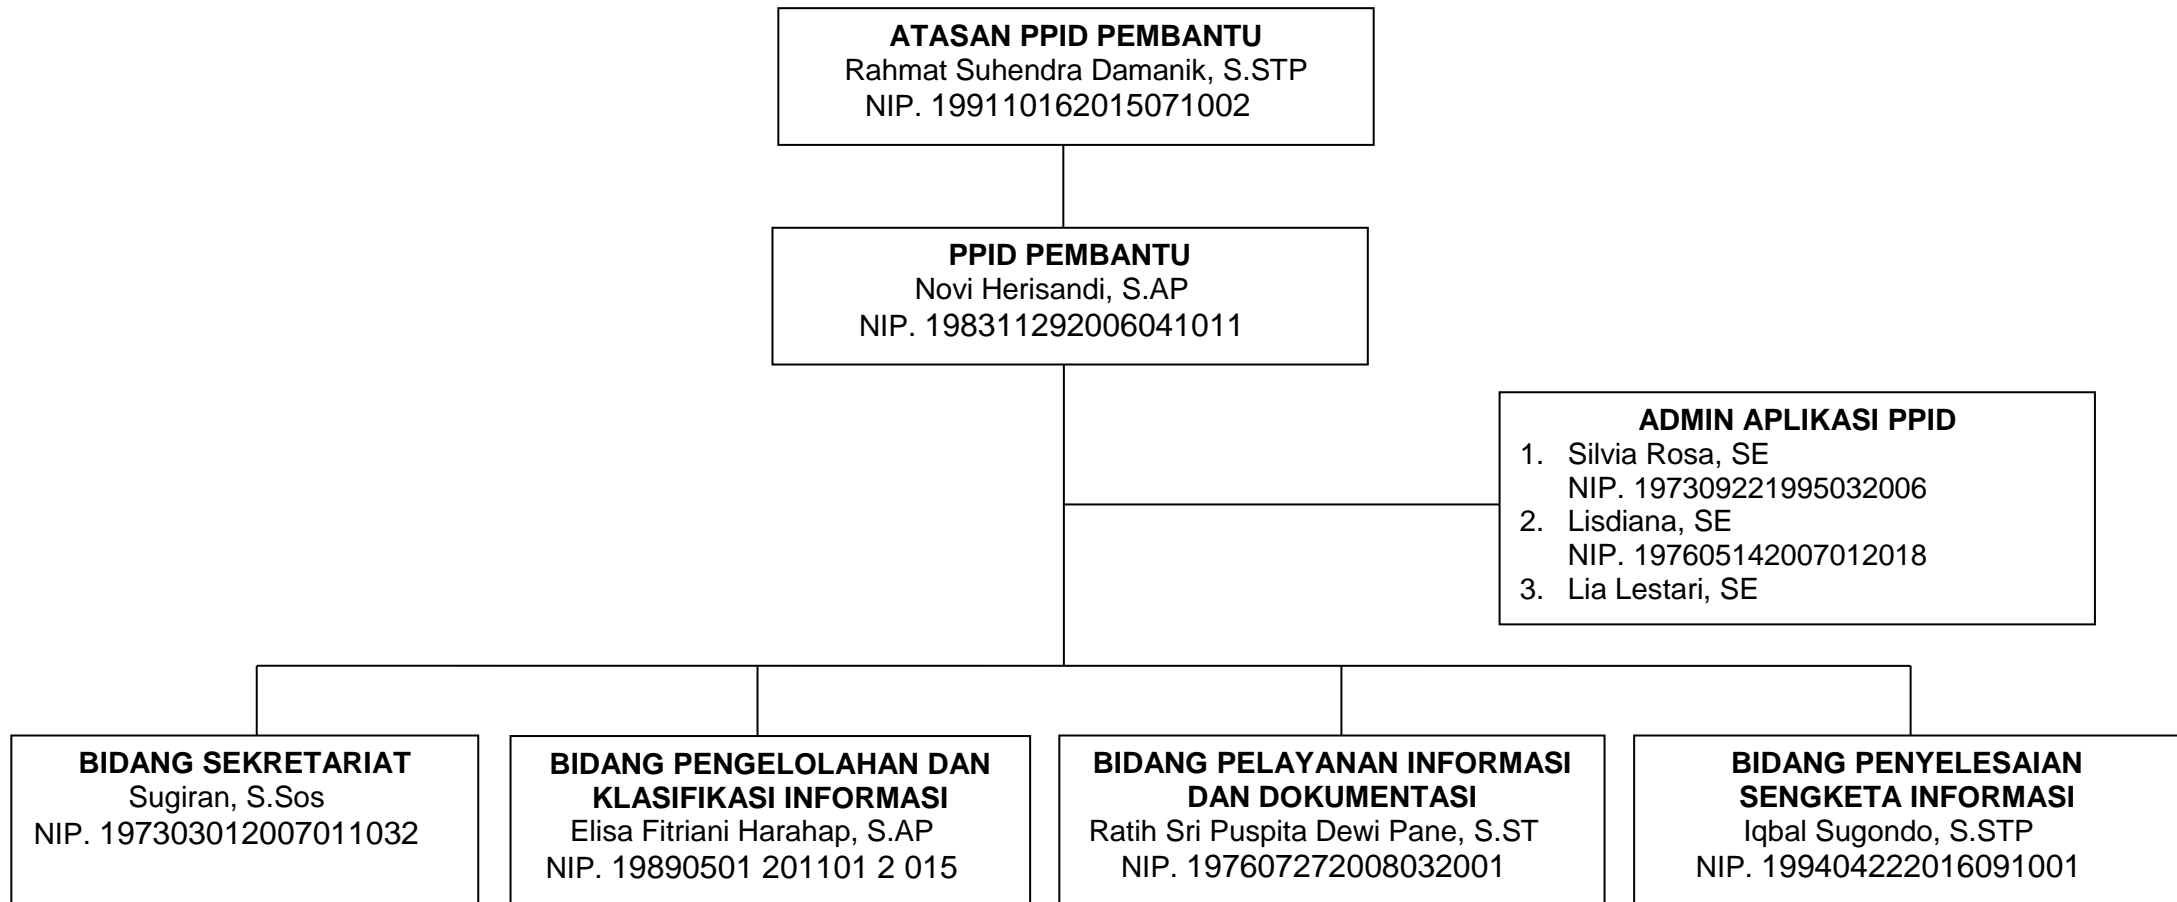 ATASAN PPID PEMBANTU
Rahmat Suhendra Damanik, S.STP
NIP. 199110162015071002
PPID PEMBANTU
Novi Herisandi, S.AP
NIP. 198311292006041011
ADMIN APLIKASI PPID
1. Silvia Rosa, SE
NIP. 197309221995032006
2. Lisdiana, SE
NIP. 197605142007012018
3. Lia Lestari, SE
BIDANG SEKRETARIAT
Sugiran, S.Sos
NIP. 197303012007011032
BIDANG PENGELOLAHAN DAN
KLASIFIKASI INFORMASI
Elisa Fitriani Harahap, S.AP
NIP. 19890501 201101 2 015
BIDANG PELAYANAN INFORMASI
DAN DOKUMENTASI
Ratih Sri Puspita Dewi Pane, S.ST
NIP. 197607272008032001
BIDANG PENYELESAIAN
SENGKETA INFORMASI
Iqbal Sugondo, S.STP
NIP. 199404222016091001